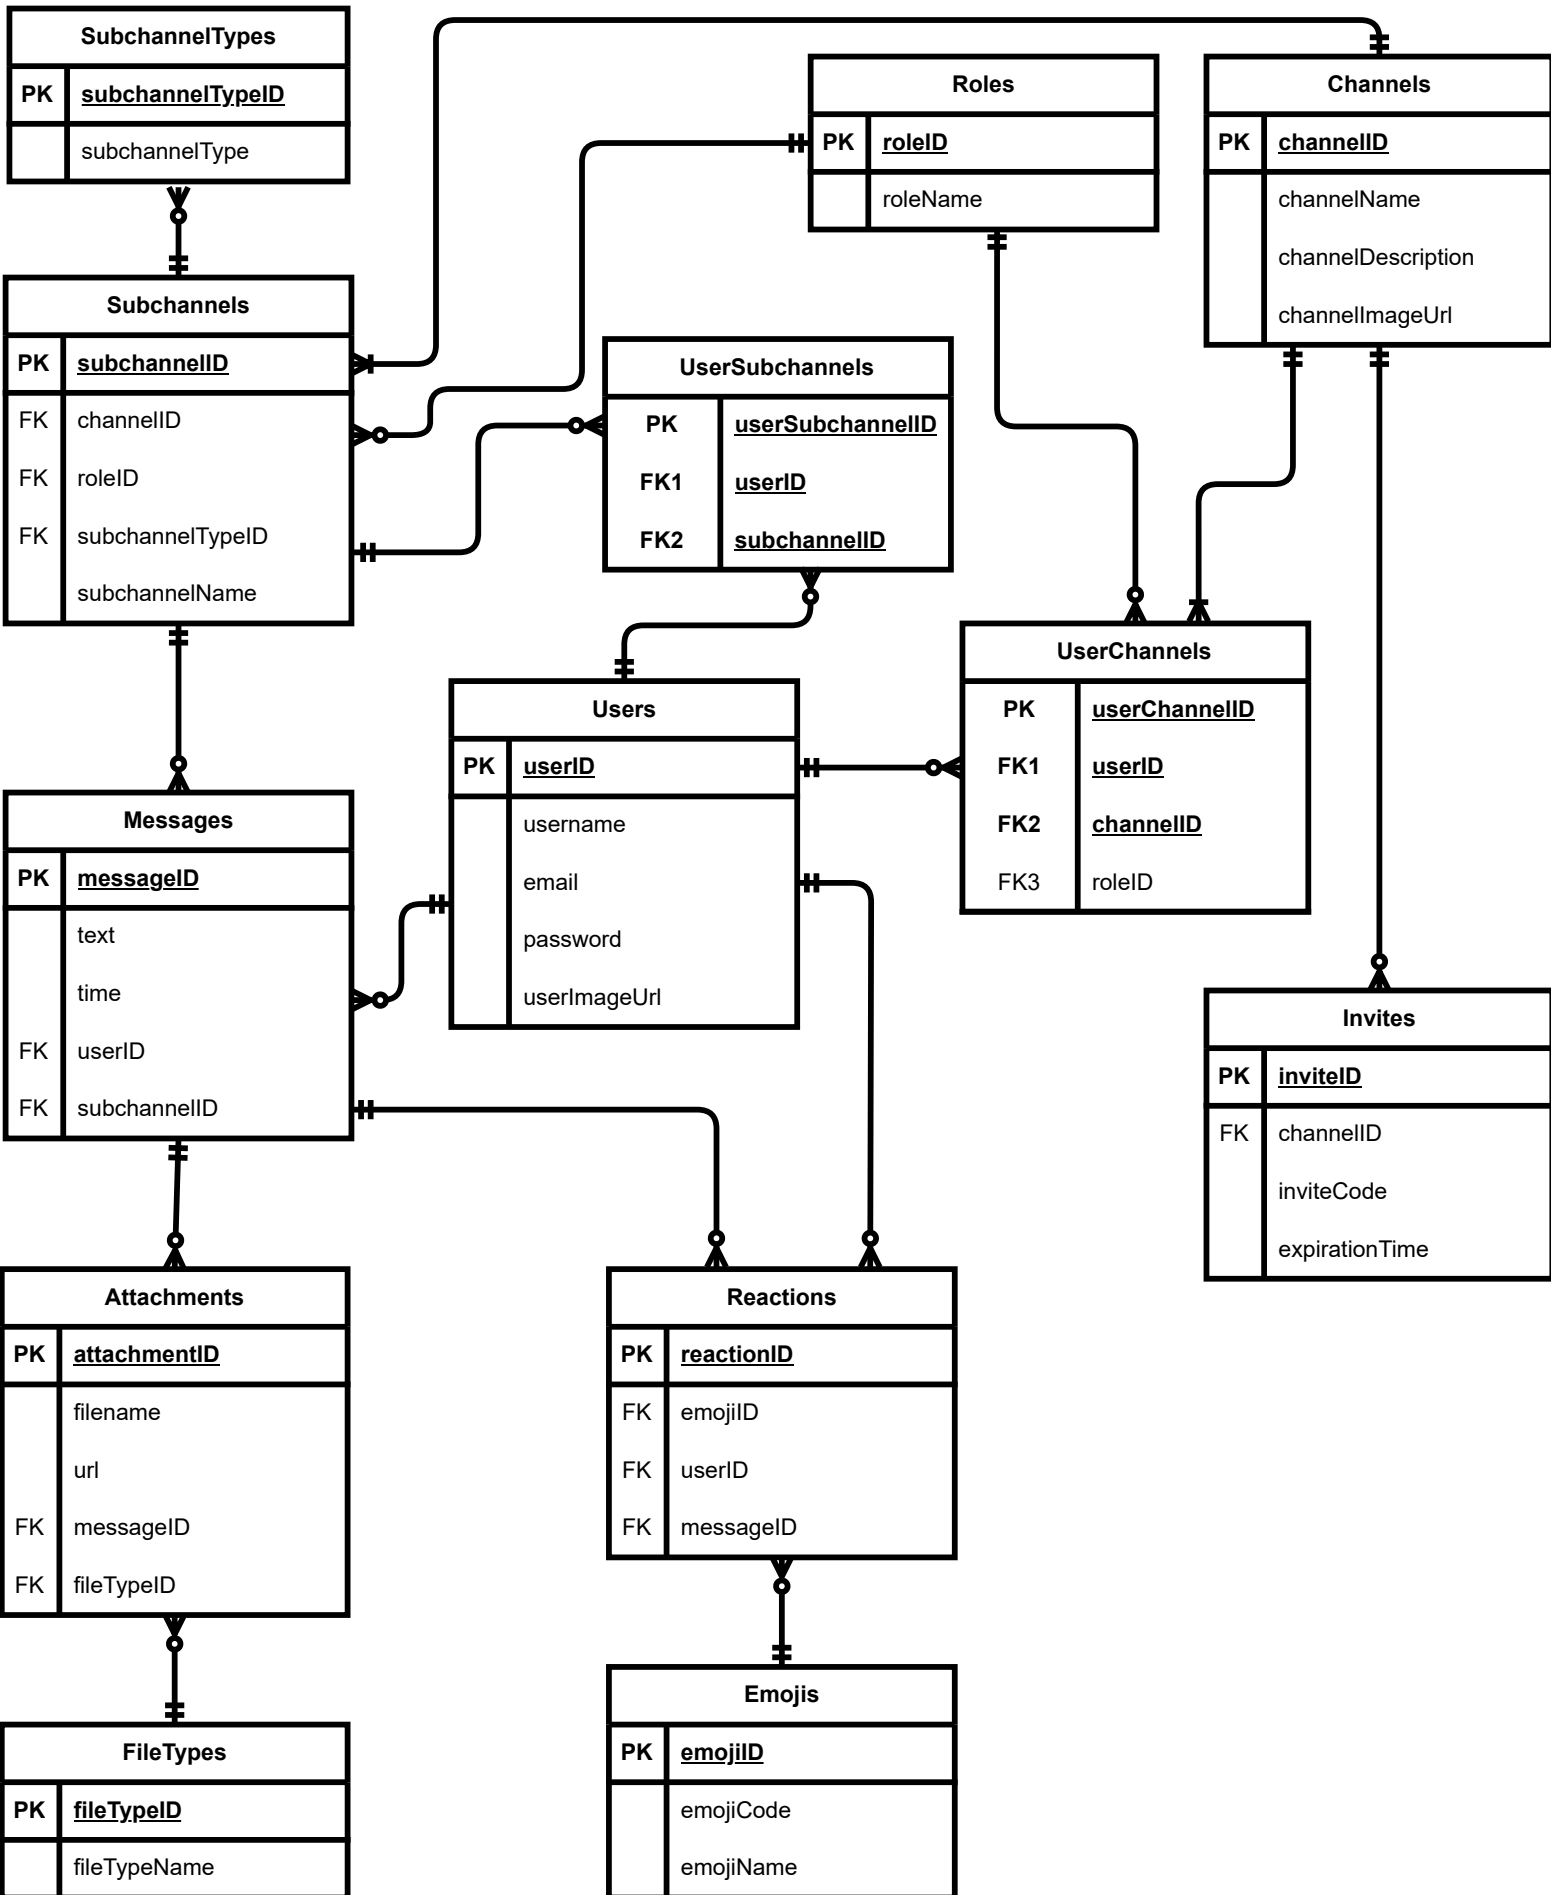 SubchannelTypes
PK subchannelTypeID
subchannelType
Roles
PK roleID
roleName
Channels
PK channelID
channelName
channelDescription
channelImageUrl
Subchannels
PK subchannelID
FK channelID
FK roleID
FK subchannelTypeID
subchannelName
UserSubchannels
PK userSubchannelID
FK1 userID
FK2 subchannelID
UserChannels
PK userChannelID
FK1 userID
FK2 channelID
FK3 roleID
Users
PK userID
username
email
password
userImageUrl
Messages
PK messageID
text
time
FK userID
FK subchannelID
Invites
PK inviteID
FK channelID
inviteCode
expirationTime
Attachments
PK attachmentID
filename
url
FK messageID
FK fileTypeID
Reactions
PK reactionID
FK emojiID
FK userID
FK messageID
FileTypes
PK fileTypeID
fileTypeName
Emojis
PK emojiID
emojiCode
emojiName